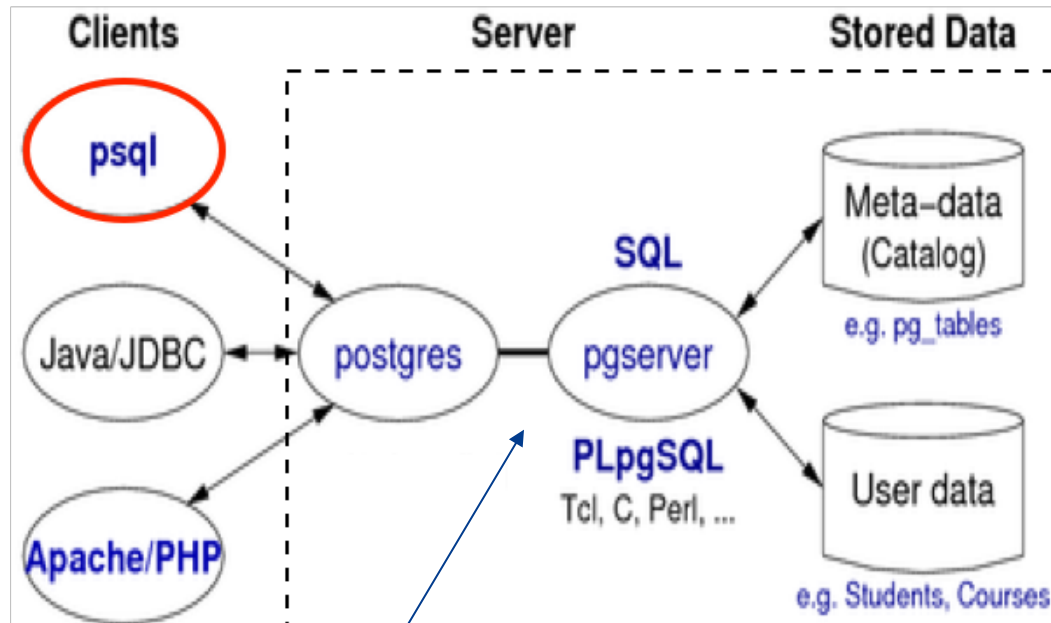 Clients
Server
Stored Data
psql
Java/JDBC
Apache/PHP
postgres
SQL
pgserver
PLpgSQL
Tcl, C, Perl, ...
Meta-data
(Catalog)
e.g. pg_tables
User data
e.g. Students, Courses